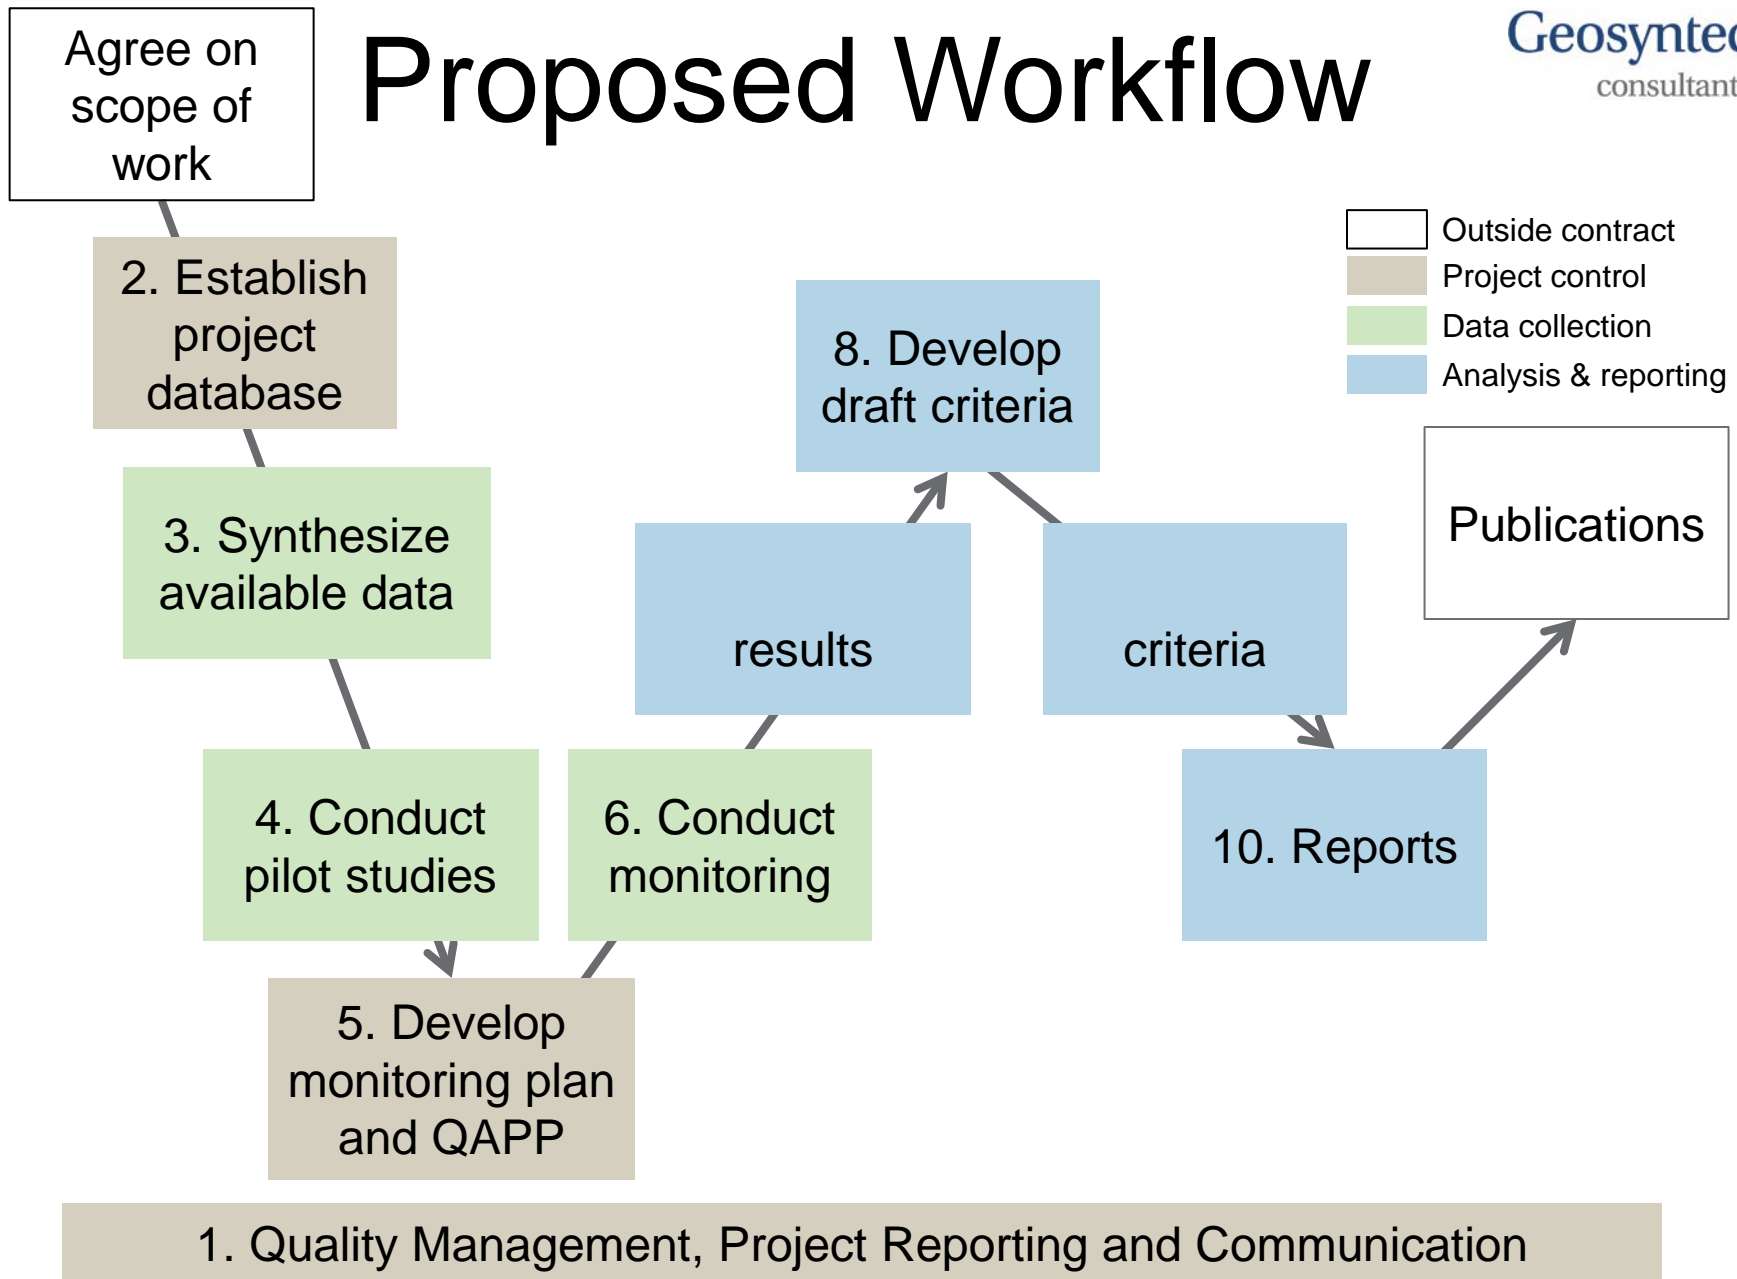 Agree on
scope of
work
Proposed Workflow
Geosyntec
consultant
Outside contract
Project control
Data collection
Analysis & reporting
2. Establish
project
database
8. Develop
draft criteria
Publications
3. Synthesize
available data
results
criteria
4. Conduct
pilot studies
6. Conduct
monitoring
10. Reports
5. Develop
monitoring plan
and QAPP
1. Quality Management, Project Reporting and Communication